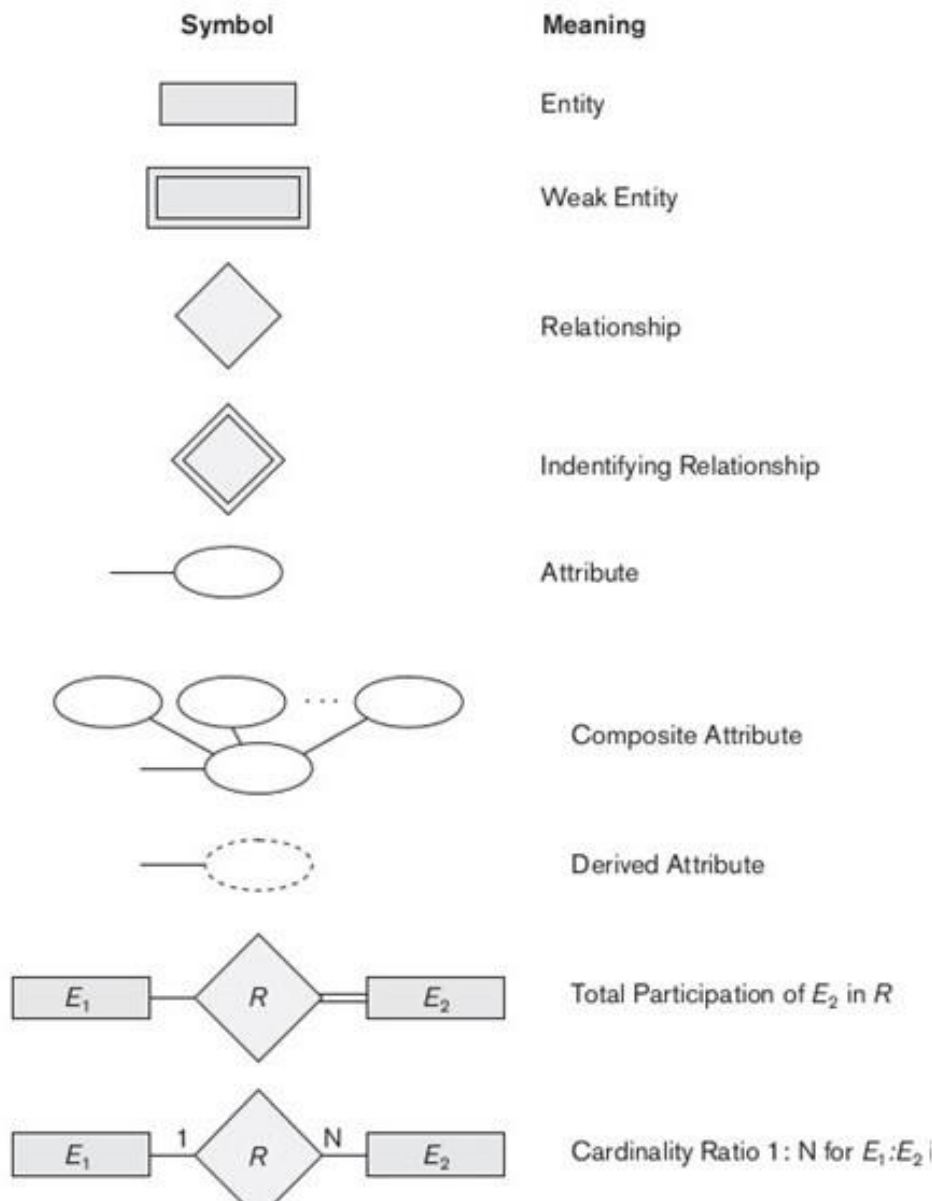 Symbol Meaning
Entity
Weak Entity
Relationship
Indentifying Relationship
Attribute
...
Composite Attribute
Derived Attribute
E₁ R E₂ Total Participation of E₂ in R
E₁ 1 R N E₂ Cardinality Ratio 1: N for E₁:E₂